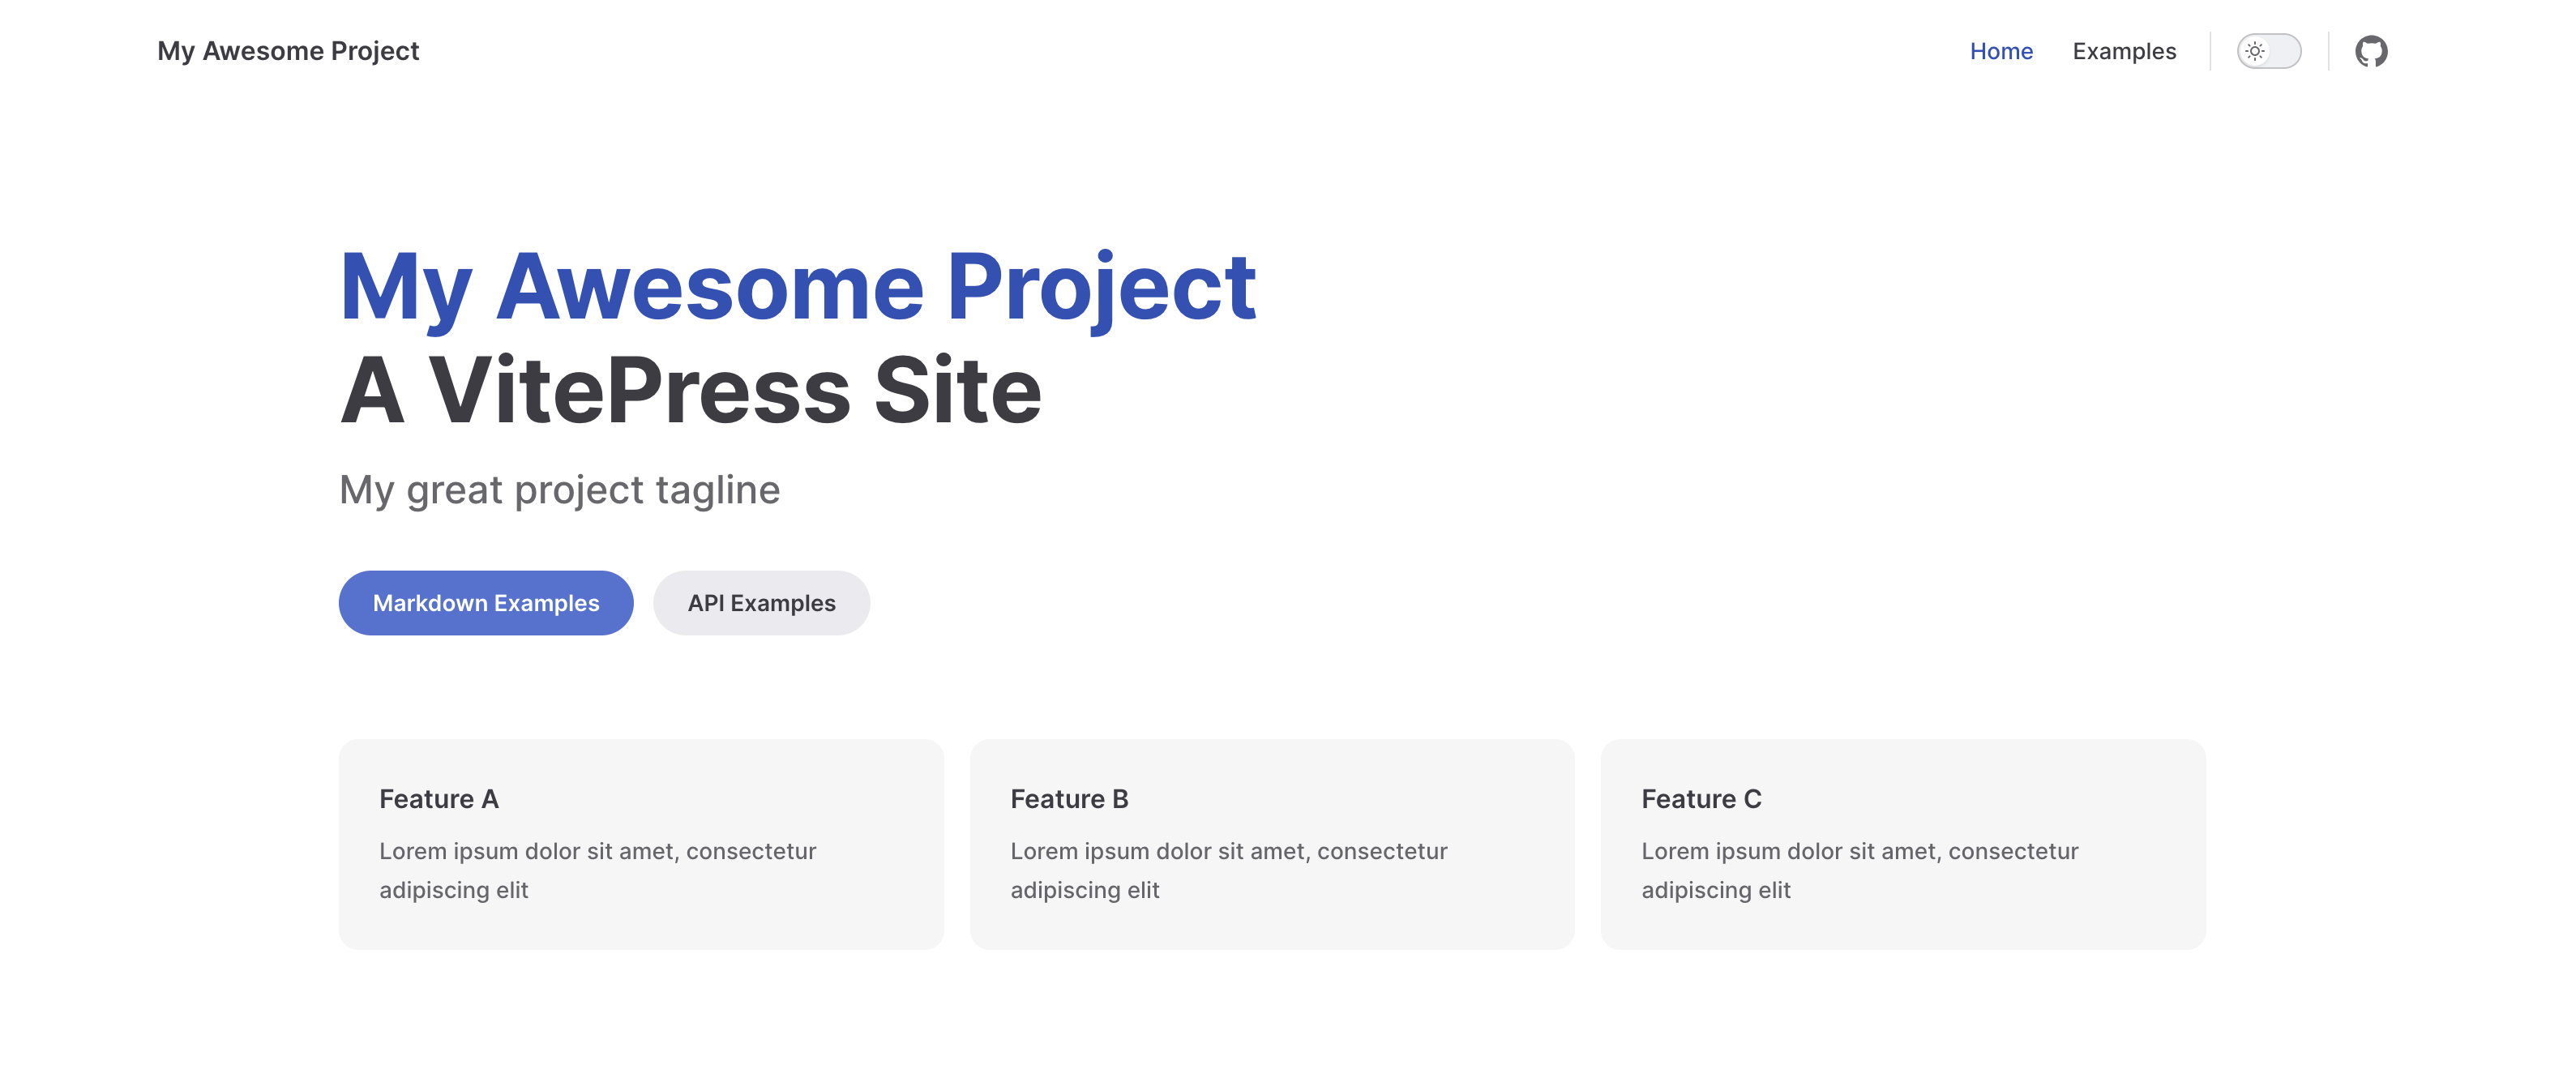 My Awesome Project
Home Examples
My Awesome Project
A VitePress Site
My great project tagline
Markdown Examples API Examples
Feature A
Lorem ipsum dolor sit amet, consectetur
adipiscing elit
Feature B
Lorem ipsum dolor sit amet, consectetur
adipiscing elit
Feature C
Lorem ipsum dolor sit amet, consectetur
adipiscing elit